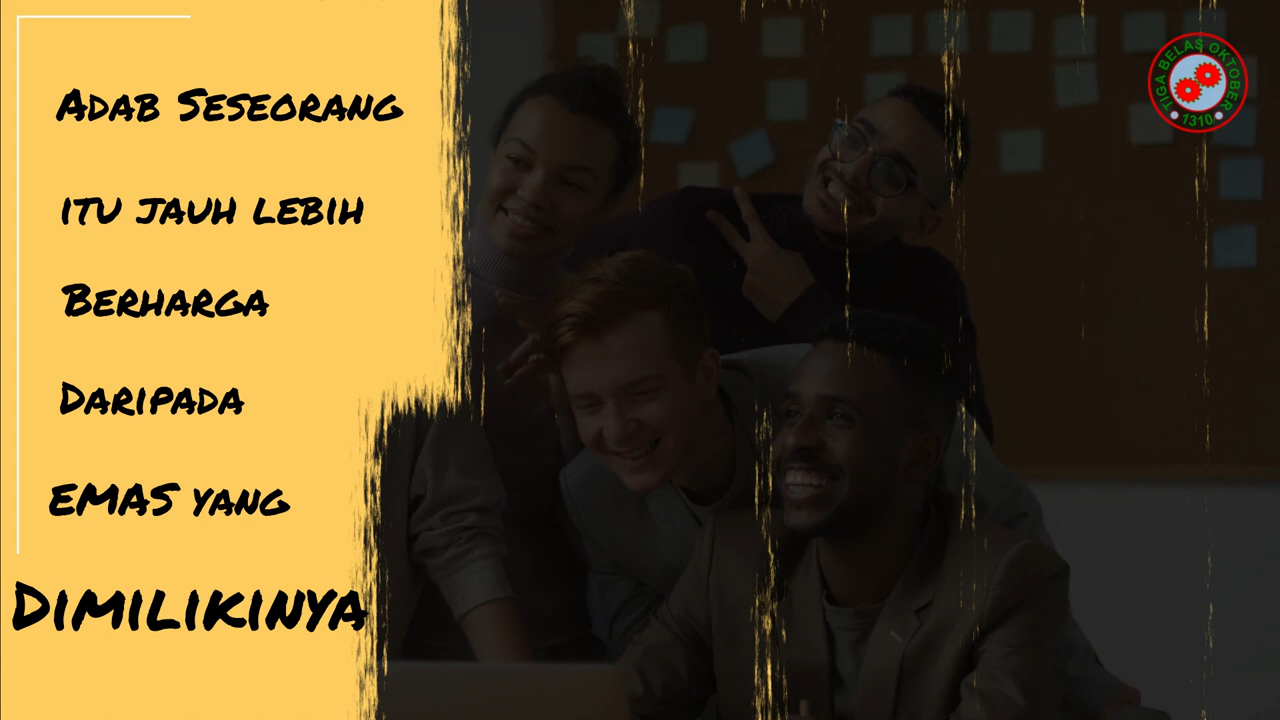 Adab Seseorang
itu jauh lebih
Berharga
Daripada
EMAS yang
Dimilikinya
TIGA BELAS OKTOBER
1310